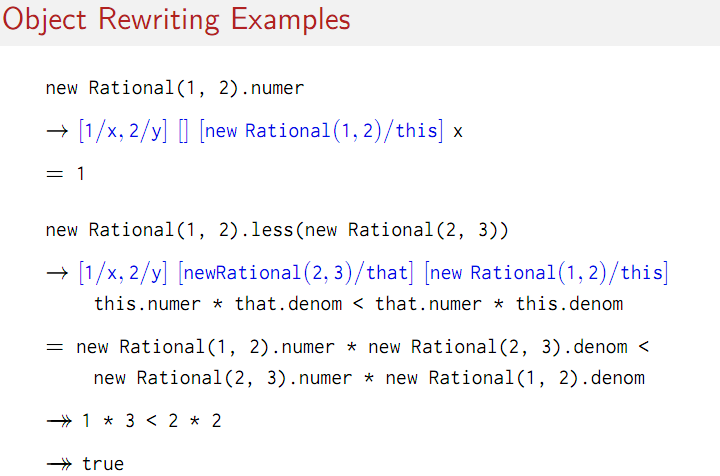 Object Rewriting Examples
new Rational(1, 2).numer
→ [1/x, 2/y] [] [new Rational(1, 2)/this] x
= 1
new Rational(1, 2).less(new Rational(2, 3))
→ [1/x, 2/y] [newRational(2, 3)/that] [new Rational(1, 2)/this]
this.numer * that.denom < that.numer * this.denom
= new Rational(1, 2).numer * new Rational(2, 3).denom <
new Rational(2, 3).numer * new Rational(1, 2).denom
↠ 1 * 3 < 2 * 2
↠ true